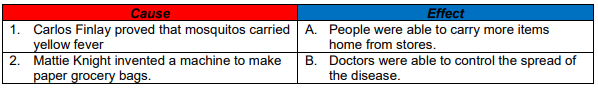 Cause Effect
1. Carlos Finlay proved that mosquitos carried
yellow fever
A. People were able to carry more items
home from stores.
2. Mattie Knight invented a machine to make
paper grocery bags.
B. Doctors were able to control the spread of
the disease.